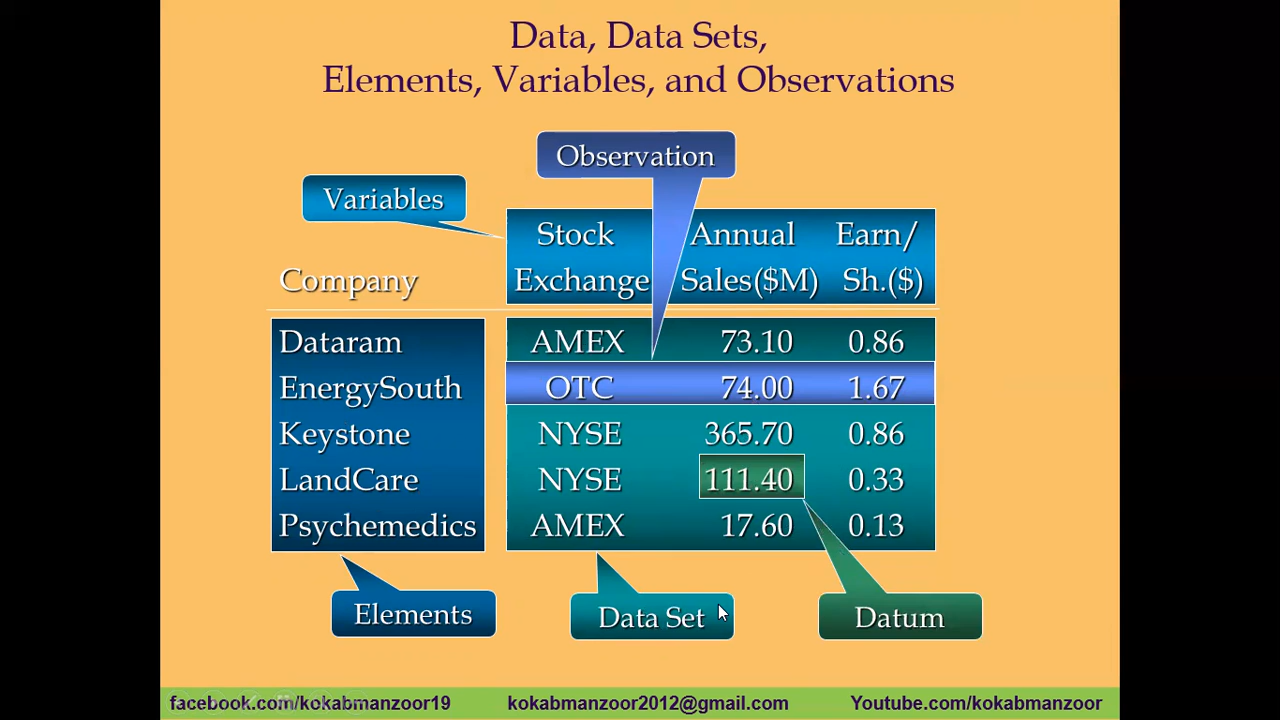 Data, Data Sets,
Elements, Variables, and Observations
Observation
Variables
Stock Annual Earn/
Company Exchange Sales($M) Sh.($)
Dataram AMEX 73.10 0.86
EnergySouth OTC 74.00 1.67
Keystone NYSE 365.70 0.86
LandCare NYSE 111.40 0.33
Psychemedics AMEX 17.60 0.13
Elements Data Set Datum
facebook.com/kokabmanzoor19 kokabmanzoor2012@gmail.com Youtube.com/kokabmanzoor